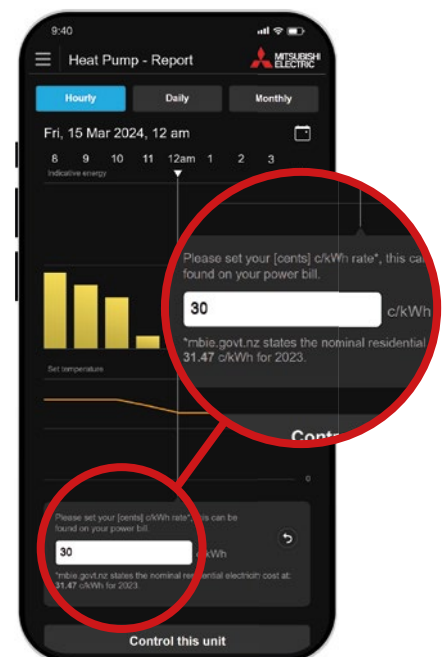 9:40
Heat Pump - Report
MITSUBISHI
ELECTRIC
Hourly Daily Monthly
Fri, 15 Mar 2024, 12 am
8 9 10 11 12am 1 2 3
Indicative energy
Please set your [cents] c/kWh rate*, this ca
found on your power bill.
30 c/kWh
*mbie.govt.nz states the nominal residential
31.47 c/kWh for 2023.
Contr
Set temperature
0
Please set your [cents] c/kWh rate*, this can be
found on your power bill.
30 c/kWh
*mbie.govt.nz states the nominal residential electricity cost at:
31.47 c/kWh for 2023.
Control this unit